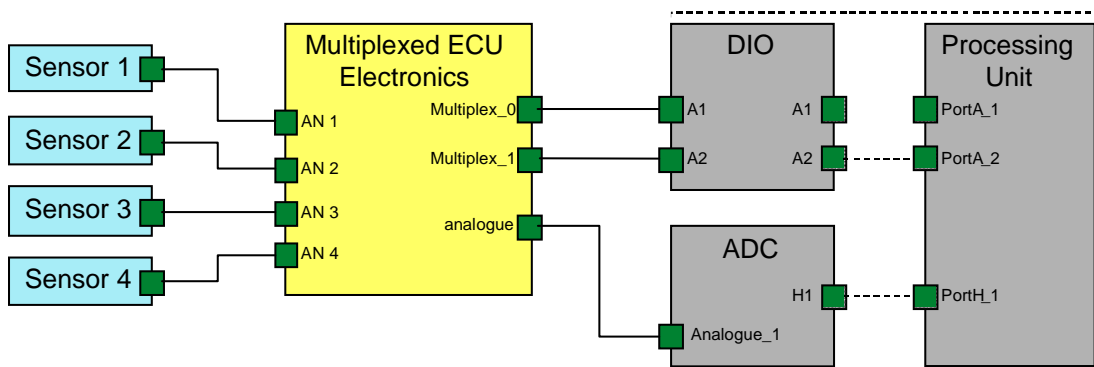 Sensor 1
Sensor 2
Sensor 3
Sensor 4
Multiplexed ECU
Electronics
AN 1
AN 2
AN 3
AN 4
Multiplex_0
Multiplex_1
analogue
DIO
A1
A1
A2
A2
ADC
H1
Analogue_1
Processing
Unit
PortA_1
PortA_2
PortH_1